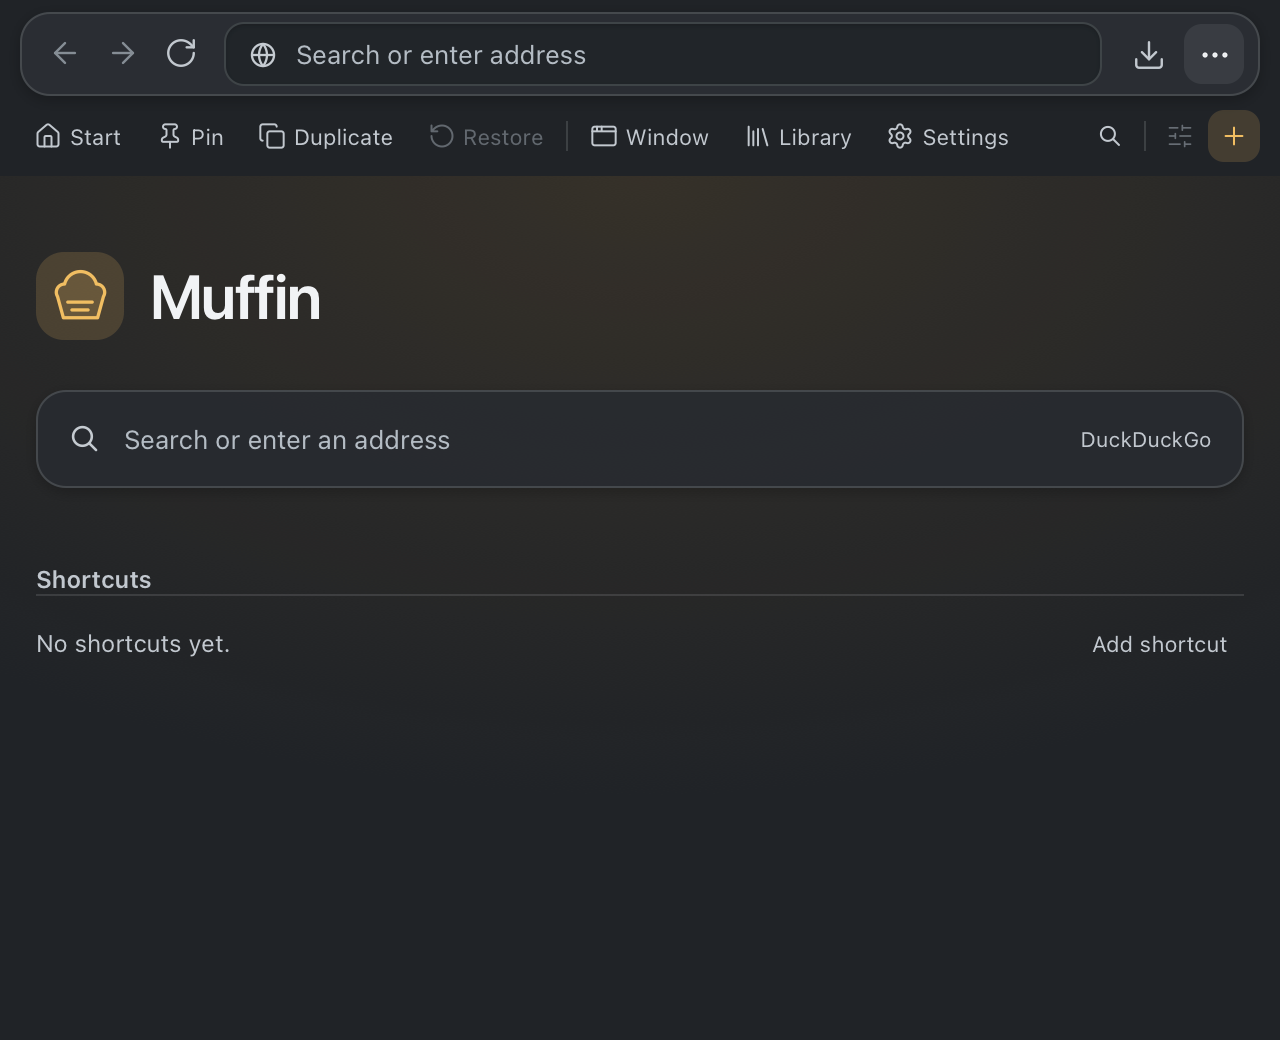 Search or enter address
Start Pin Duplicate Restore Window Library Settings
Muffin
Search or enter an address DuckDuckGo
Shortcuts
No shortcuts yet. Add shortcut